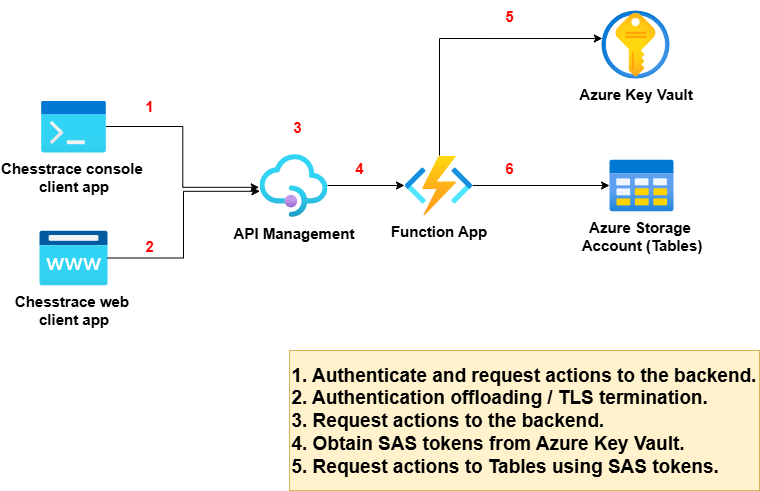 5
Azure Key Vault
1
3
Chesstrace console
client app
4
6
API Management
Function App
Azure Storage
Account (Tables)
WWW
2
Chesstrace web
client app
1. Authenticate and request actions to the backend.
2. Authentication offloading / TLS termination.
3. Request actions to the backend.
4. Obtain SAS tokens from Azure Key Vault.
5. Request actions to Tables using SAS tokens.